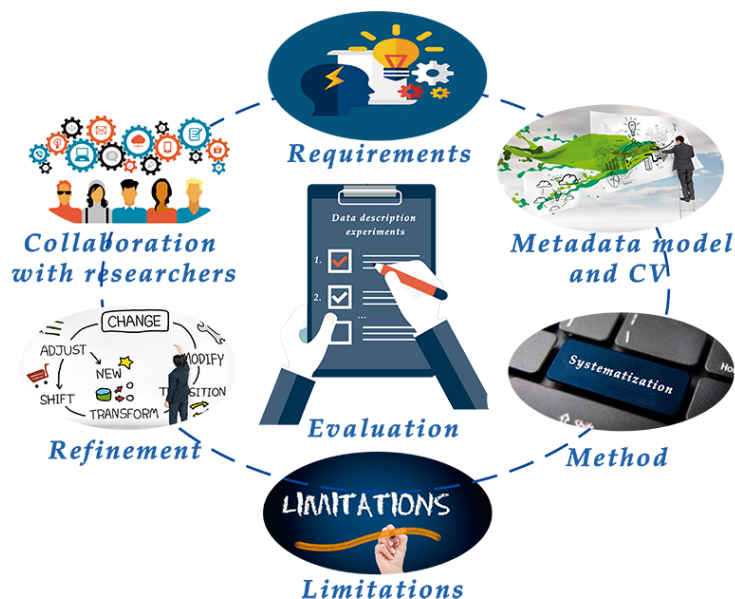 Requirements
Collaboration
with researchers
Data description
experiments
1.
2.
...
Metadata model
and CV
CHANGE
ADJUST
MODIFY
NEW
SHIFT
TRANSFORM
Systematization
Refinement
Evaluation
Method
LIMITATIONS
Limitations